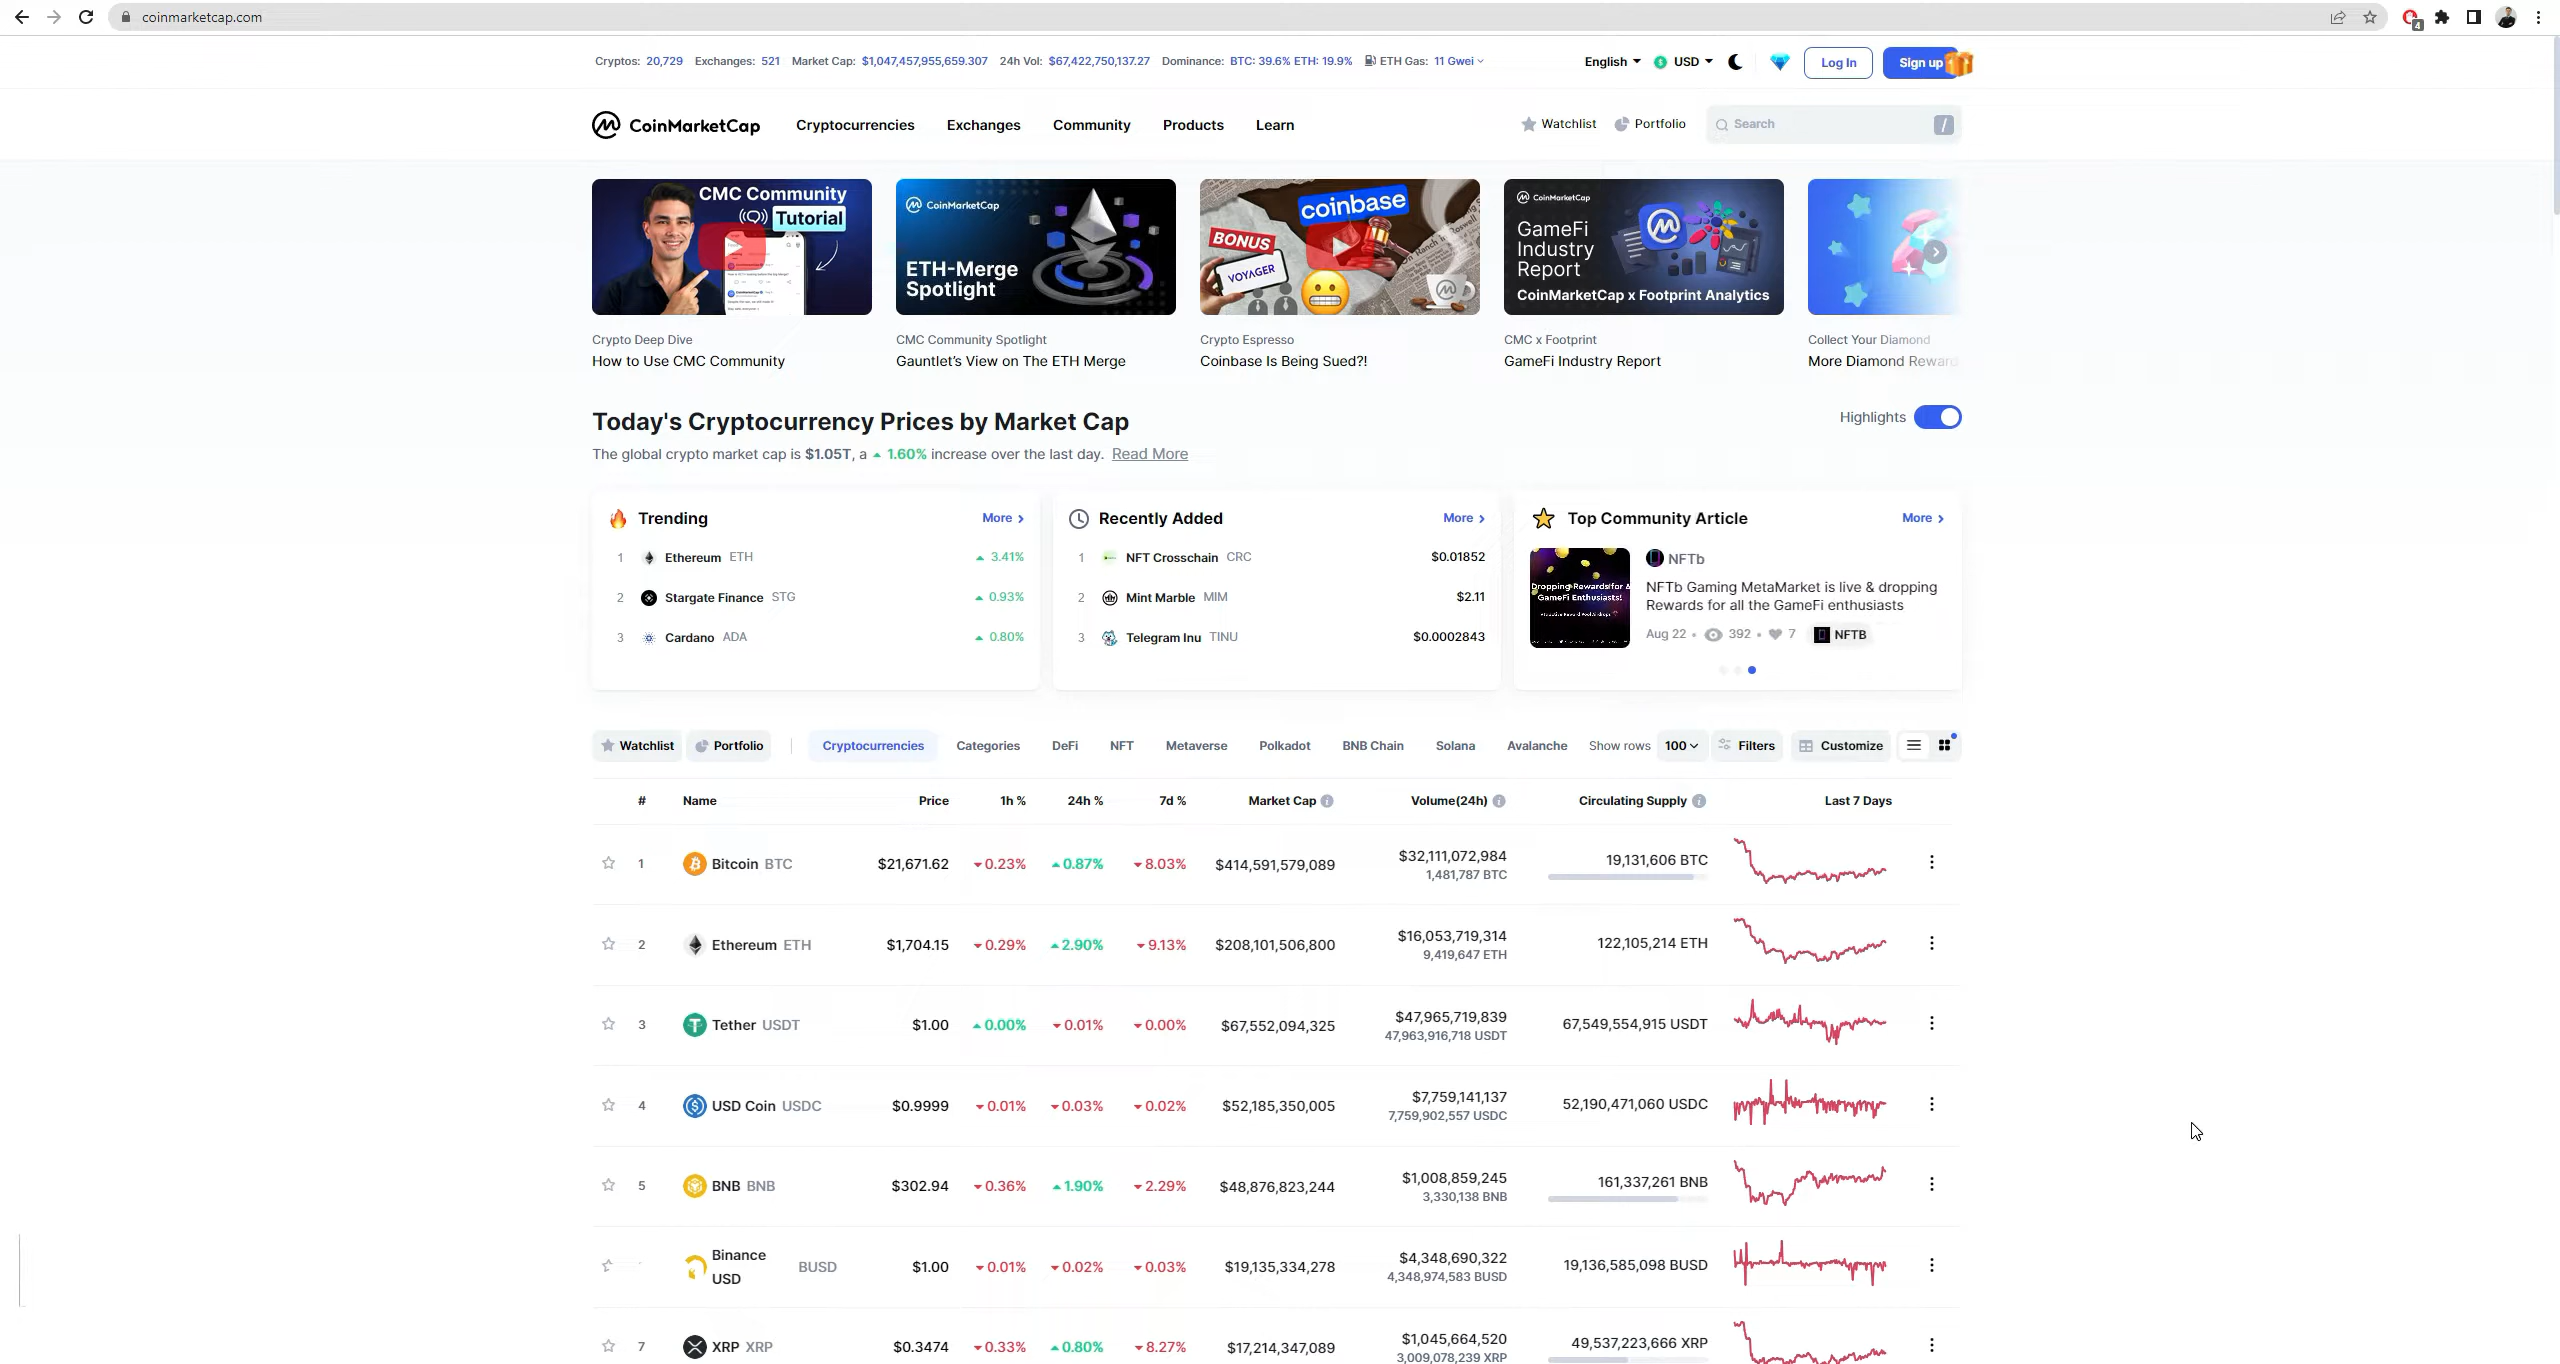 coinmarketcap.com
4
Cryptos: 20,729 Exchanges: 521 Market Cap: $1,047,457,955,659.307 24h Vol: $67,422,750,137.27 Dominance: BTC: 39.6% ETH: 19.9% ETH Gas: 11 Gwei
English USD Log In Sign up
CoinMarketCap Cryptocurrencies Exchanges Community Products Learn
Watchlist Portfolio Search /
CMC Community
Tutorial
CoinMarketCap
ETH-Merge
Spotlight
coinbase
BONUS
VOYAGER
CoinMarketCap
GameFi
Industry
Report
CoinMarketCap x Footprint Analytics
Crypto Deep Dive
How to Use CMC Community
CMC Community Spotlight
Gauntlet's View on The ETH Merge
Crypto Espresso
Coinbase Is Being Sued?!
CMC x Footprint
GameFi Industry Report
Collect Your Diamond
More Diamond Reward
Today's Cryptocurrency Prices by Market Cap
Highlights
The global crypto market cap is $1.05T, a 1.60% increase over the last day. Read More
Trending More
1 Ethereum ETH 3.41%
2 Stargate Finance STG 0.93%
3 Cardano ADA 0.80%
Recently Added More
1 NFT Crosschain CRC $0.01852
2 Mint Marble MIM $2.11
3 Telegram Inu TINU $0.0002843
Top Community Article More
Dropping Rewards for
GameFi Enthusiasts!
NFTb
NFTb Gaming MetaMarket is live & dropping
Rewards for all the GameFi enthusiasts
Aug 22 • 392 • 7 NFTB
Watchlist Portfolio Cryptocurrencies Categories DeFi NFT Metaverse Polkadot BNB Chain Solana Avalanche Show rows 100 Filters Customize
# Name Price 1h % 24h % 7d % Market Cap Volume(24h) Circulating Supply Last 7 Days
1 Bitcoin BTC $21,671.62 0.23% 0.87% 8.03% $414,591,579,089 $32,111,072,984 19,131,606 BTC
1,481,787 BTC
2 Ethereum ETH $1,704.15 0.29% 2.90% 9.13% $208,101,506,800 $16,053,719,314 122,105,214 ETH
9,419,647 ETH
3 Tether USDT $1.00 0.00% 0.01% 0.00% $67,552,094,325 $47,965,719,839 67,549,554,915 USDT
47,963,916,718 USDT
4 USD Coin USDC $0.9999 0.01% 0.03% 0.02% $52,185,350,005 $7,759,141,137 52,190,471,060 USDC
7,759,902,557 USDC
5 BNB BNB $302.94 0.36% 1.90% 2.29% $48,876,823,244 $1,008,859,245 161,337,261 BNB
3,330,138 BNB
Binance USD BUSD $1.00 0.01% 0.02% 0.03% $19,135,334,278 $4,348,690,322 19,136,585,098 BUSD
4,348,974,583 BUSD
7 XRP XRP $0.3474 0.33% 0.80% 8.27% $17,214,347,089 $1,045,664,520 49,537,223,666 XRP
3,009,078,239 XRP